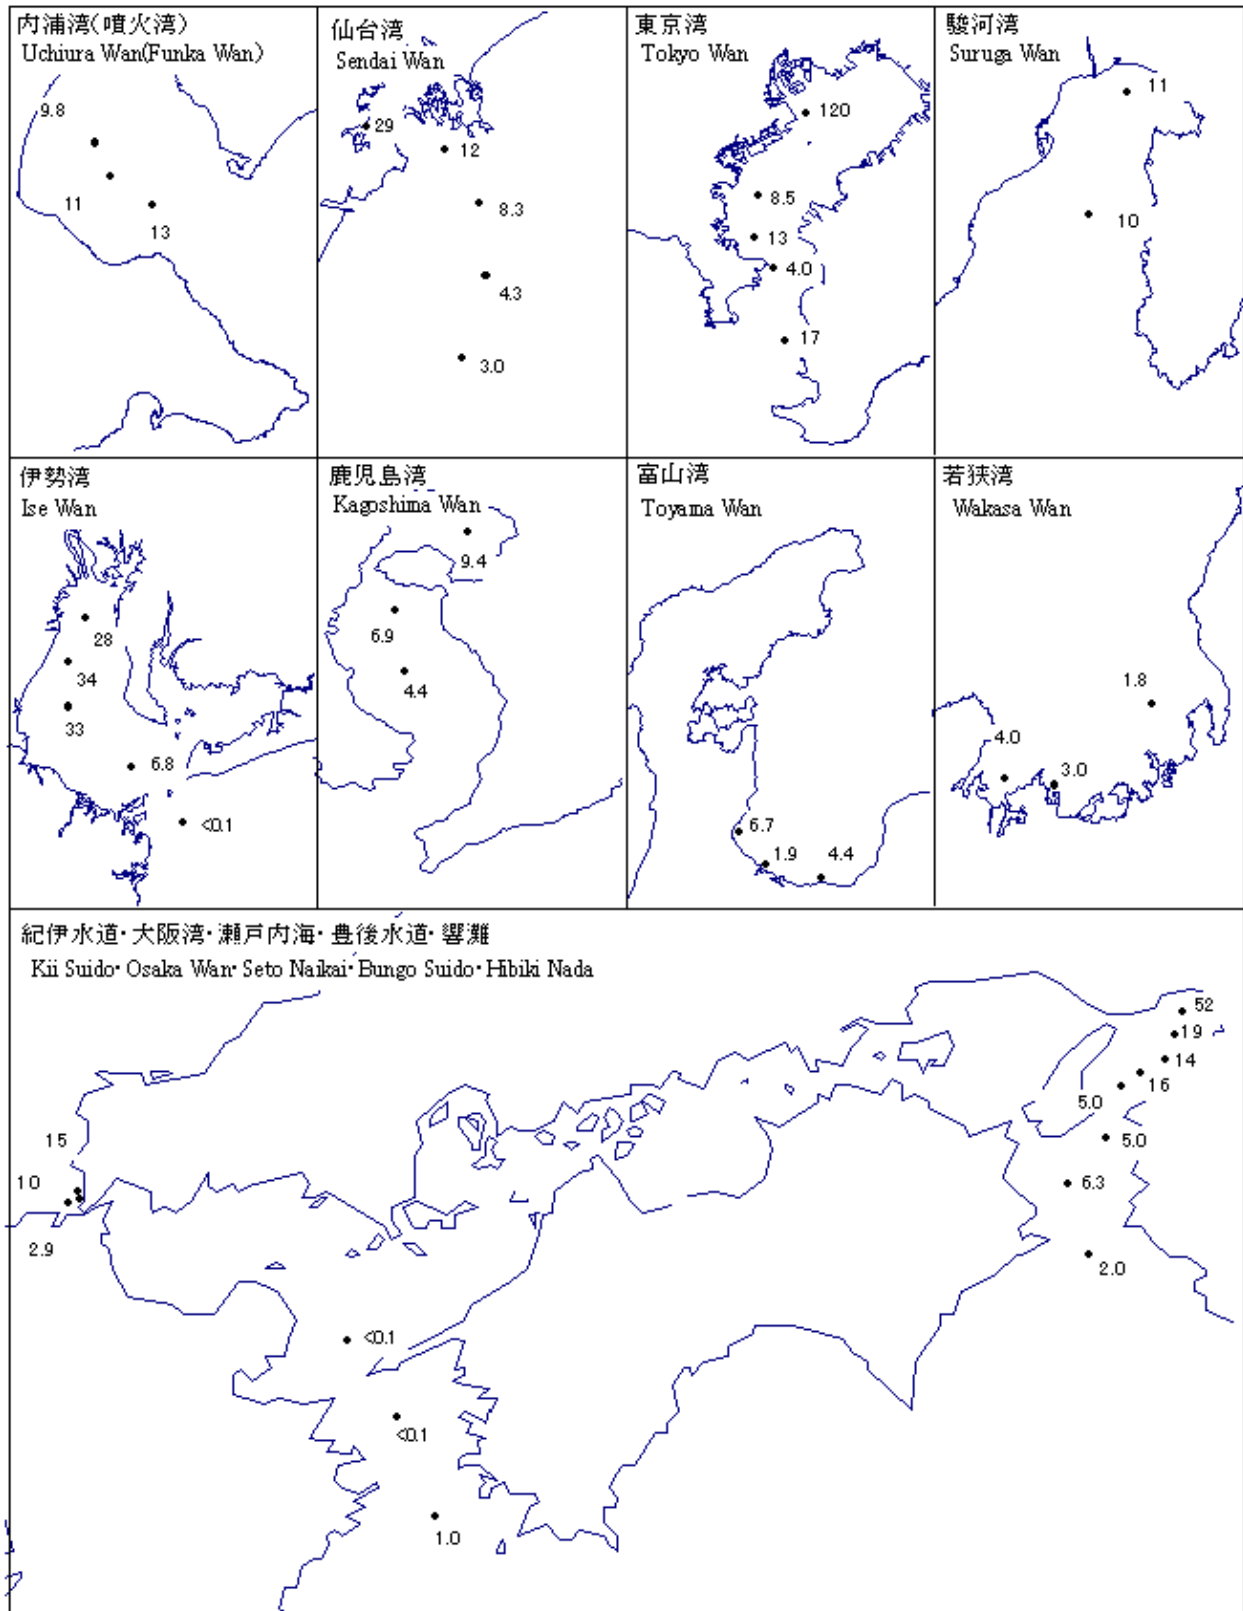 内浦湾(噴火湾)
Uchiura Wan(Funka Wan)
9.8
11
13
仙台湾
Sendai Wan
29
12
8.3
4.3
3.0
東京湾
Tokyo Wan
120
8.5
13
4.0
17
駿河湾
Suruga Wan
11
10
伊勢湾
Ise Wan
28
34
33
6.8
<0.1
鹿児島湾
Kagoshima Wan
9.4
6.9
4.4
富山湾
Toyama Wan
6.7
1.9
4.4
若狭湾
Wakasa Wan
1.8
4.0
3.0
紀伊水道・大阪湾・瀬戸内海・豊後水道・響灘
Kii Suido・Osaka Wan・Seto Naikai・Bungo Suido・Hibiki Nada
52
19
14
16
5.0
5.0
6.3
2.0
15
10
2.9
<0.1
<0.1
1.0